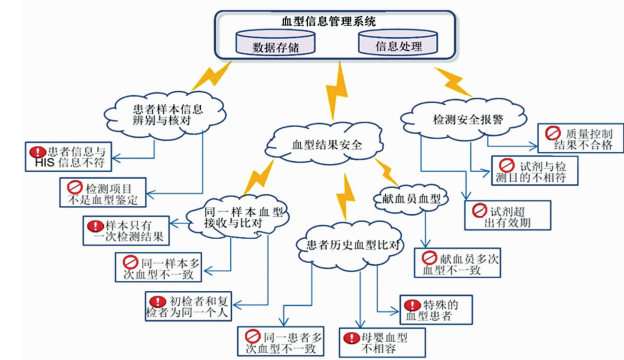 血型信息管理系统
数据存储
信息处理
患者样本信息
辨别与核对
血型结果安全
检测安全报警
患者信息与
HIS信息不符
检测项目
不是血型鉴定
同一样本血型
接收与比对
样本只有
一次检测结果
同一样本多
次血型不一致
初检者和复
检者为同一个人
患者历史血型比对
同一患者多
次血型不一致
母婴血型
不相容
特殊的
血型患者
献血员血型
献血员多次
血型不一致
质量控制
结果不合格
试剂与检
测目的不相符
试剂超
出有效期